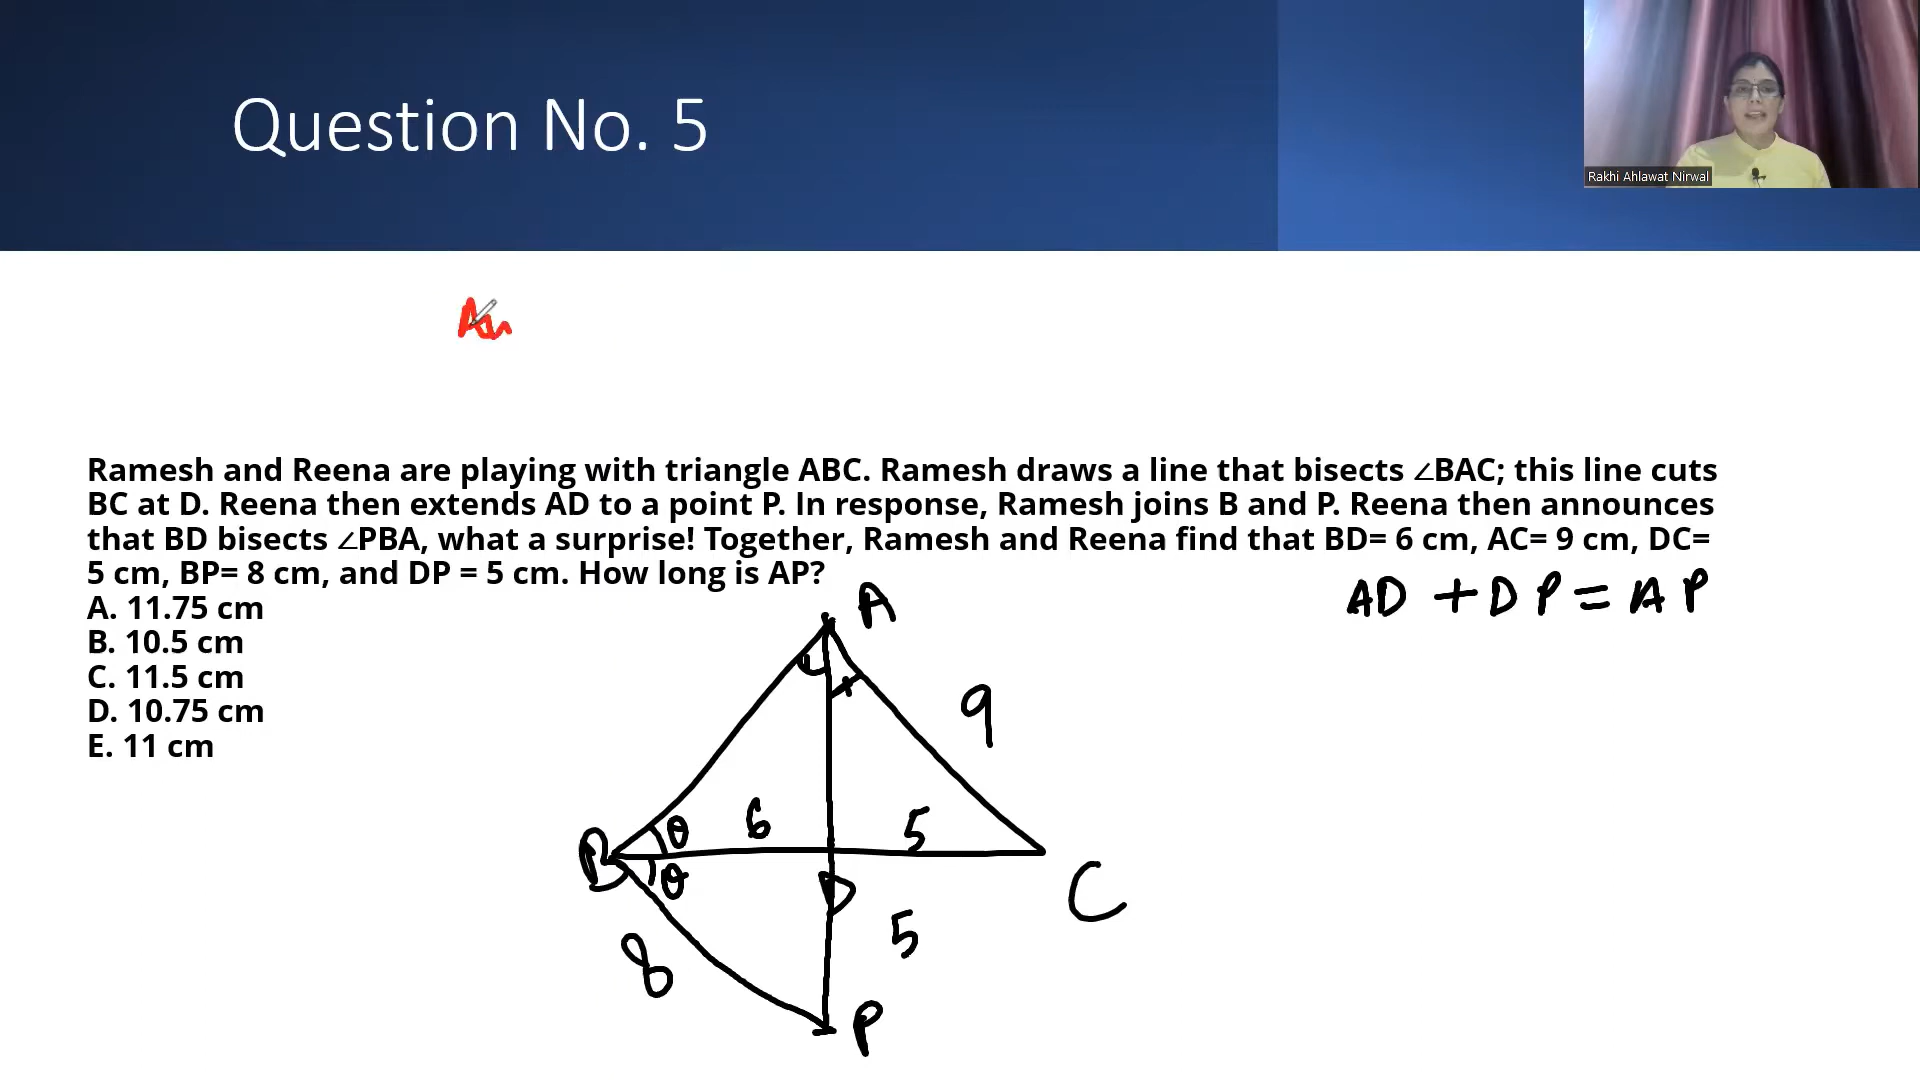 Question No. 5
Rakhi Ahlawat Nirwal
An
Ramesh and Reena are playing with triangle ABC. Ramesh draws a line that bisects ∠BAC; this line cuts
BC at D. Reena then extends AD to a point P. In response, Ramesh joins B and P. Reena then announces
that BD bisects ∠PBA, what a surprise! Together, Ramesh and Reena find that BD= 6 cm, AC= 9 cm, DC=
5 cm, BP= 8 cm, and DP = 5 cm. How long is AP?
AD + DP = AP
A. 11.75 cm
B. 10.5 cm
C. 11.5 cm
D. 10.75 cm
E. 11 cm
A
9
6
5
θ
B
θ
D
C
5
8
P